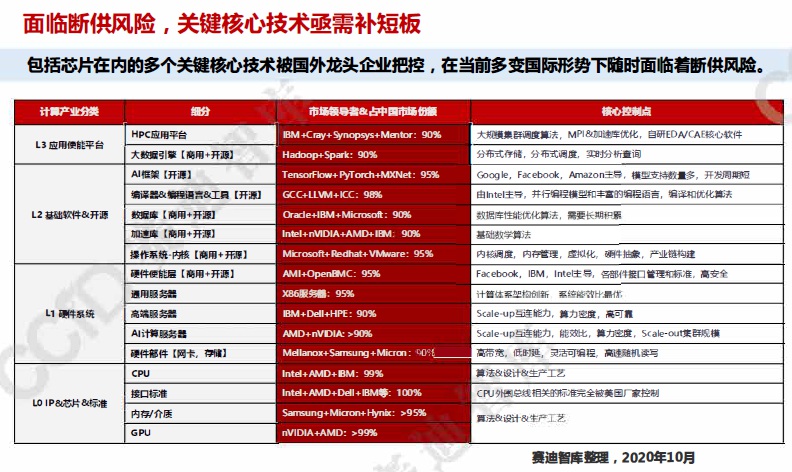 面临断供风险，关键核心技术亟需补短板
包括芯片在内的多个关键核心技术被国外龙头企业把控，在当前多变国际形势下随时面临着断供风险。
计算产业分类 细分 市场领导者&占中国市场份额 核心控制点
L3 应用使能平台 HPC应用平台 IBM+Cray+Synopsys+Mentor：90% 大规模集群调度算法，MPI&加速库优化，自研EDA/CAE核心软件
大数据引擎【商用+开源】 Hadoop+Spark：90% 分布式存储，分布式调度，实时分析查询
L2 基础软件&开源 AI框架【开源】 TensorFlow+PyTorch+MXNet：95% Google，Facebook，Amazon主导，模型支持数量多，开发周期短
编译器&编程语言&工具【开源】 GCC+LLVM+ICC：98% 由Intel主导，并行编程模型和丰富的编程语言，编译和优化算法
数据库【商用+开源】 Oracle+IBM+Microsoft：90% 数据库性能优化算法，需要长期积累
加速库【商用+开源】 Intel+nVIDIA+AMD+IBM：90% 基础数学算法
操作系统-内核【商用+开源】 Microsoft+Redhat+VMware：95% 内核调度，内存管理，虚拟化，硬件抽象，产业链构建
L1 硬件系统 硬件使能层【商用+开源】 AMI+OpenBMC：95% Facebook，IBM，Intel主导，各部件接口管理和标准，高安全
通用服务器 X86服务器：95% 计算体系架构创新，系统能效比最优
高端服务器 IBM+Dell+HPE：90% Scale-up互连能力，算力密度，高可靠
AI计算服务器 AMD+nVIDIA：>90% Scale-up互连能力，能效比，算力密度，Scale-out集群规模
硬件部件【网卡，存储】 Mellanox+Samsung+Micron：90% 高带宽，低时延，灵活可编程，高速随机读写
L0 IP&芯片&标准 CPU Intel+AMD+IBM：99% 算法&设计&生产工艺
接口标准 Intel+AMD+Dell+IBM等：100% CPU外围总线相关的标准完全被美国厂家控制
内存/介质 Samsung+Micron+Hynix：>95% 算法&设计&生产工艺
GPU nVIDIA+AMD：>99%
赛迪智库整理，2020年10月